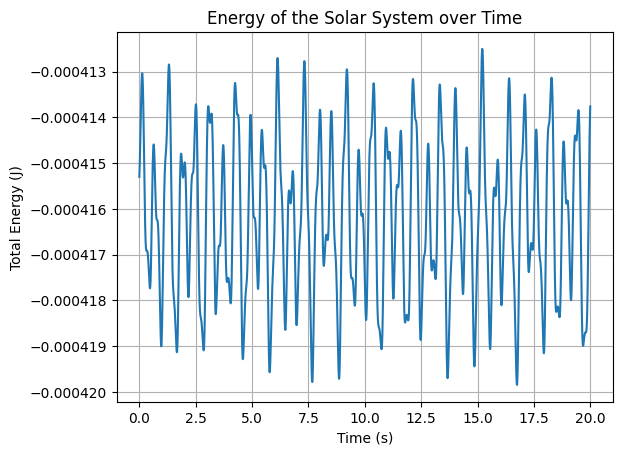 Energy of the Solar System over Time
−0.000413
−0.000414
−0.000415
−0.000416
−0.000417
−0.000418
−0.000419
−0.000420
Total Energy (J)
0.0 2.5 5.0 7.5 10.0 12.5 15.0 17.5 20.0
Time (s)